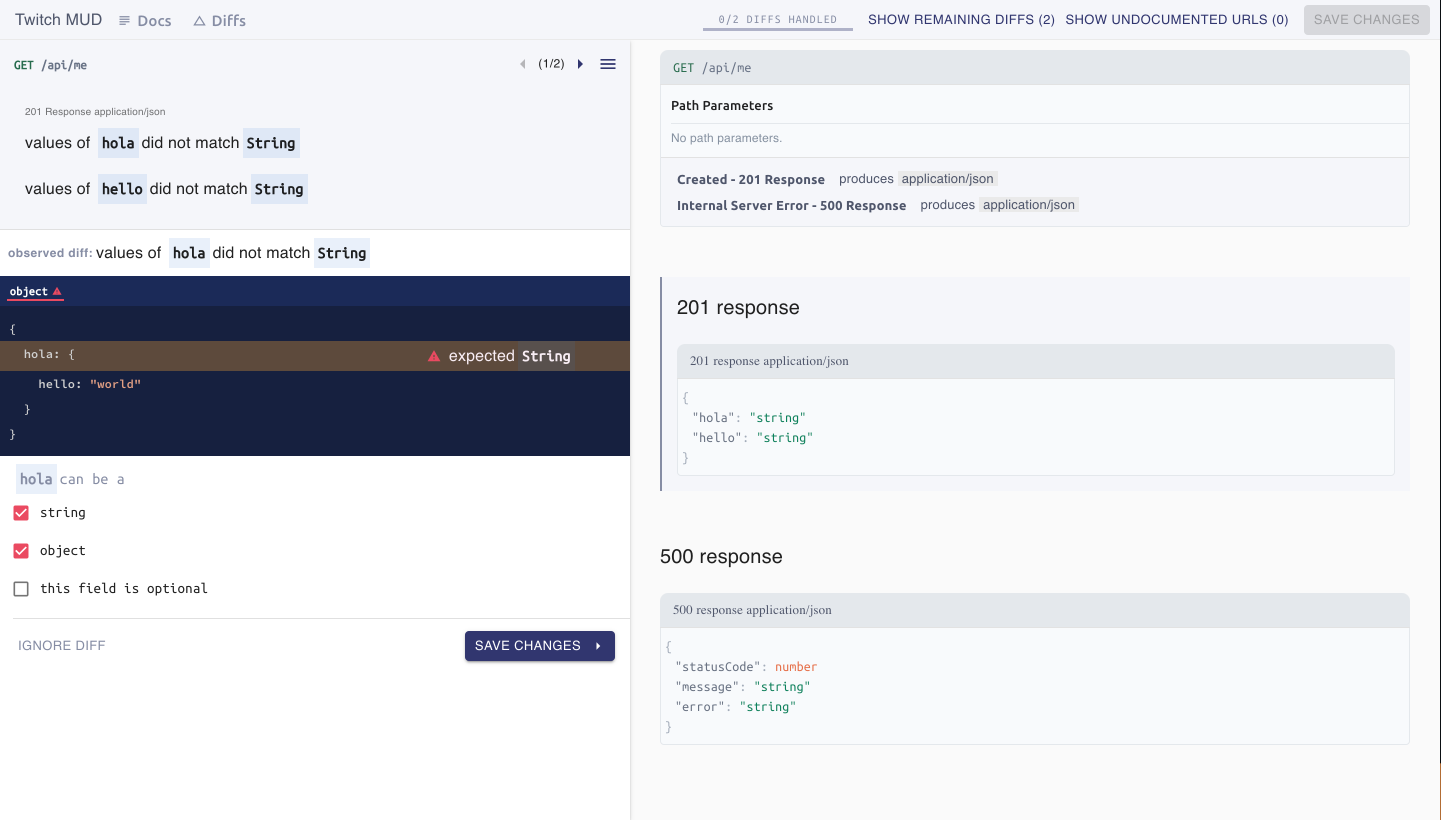 Twitch MUD Docs Diffs 0/2 DIFFS HANDLED SHOW REMAINING DIFFS (2) SHOW UNDOCUMENTED URLS (0) SAVE CHANGES
GET /api/me (1/2)
201 Response application/json
values of hola did not match String
values of hello did not match String
observed diff: values of hola did not match String
object
{
hola: { expected String
hello: "world"
}
}
hola can be a
string
object
this field is optional
IGNORE DIFF SAVE CHANGES
GET /api/me
Path Parameters
No path parameters.
Created - 201 Response produces application/json
Internal Server Error - 500 Response produces application/json
201 response
201 response application/json
{
"hola": "string"
"hello": "string"
}
500 response
500 response application/json
{
"statusCode": number
"message": "string"
"error": "string"
}